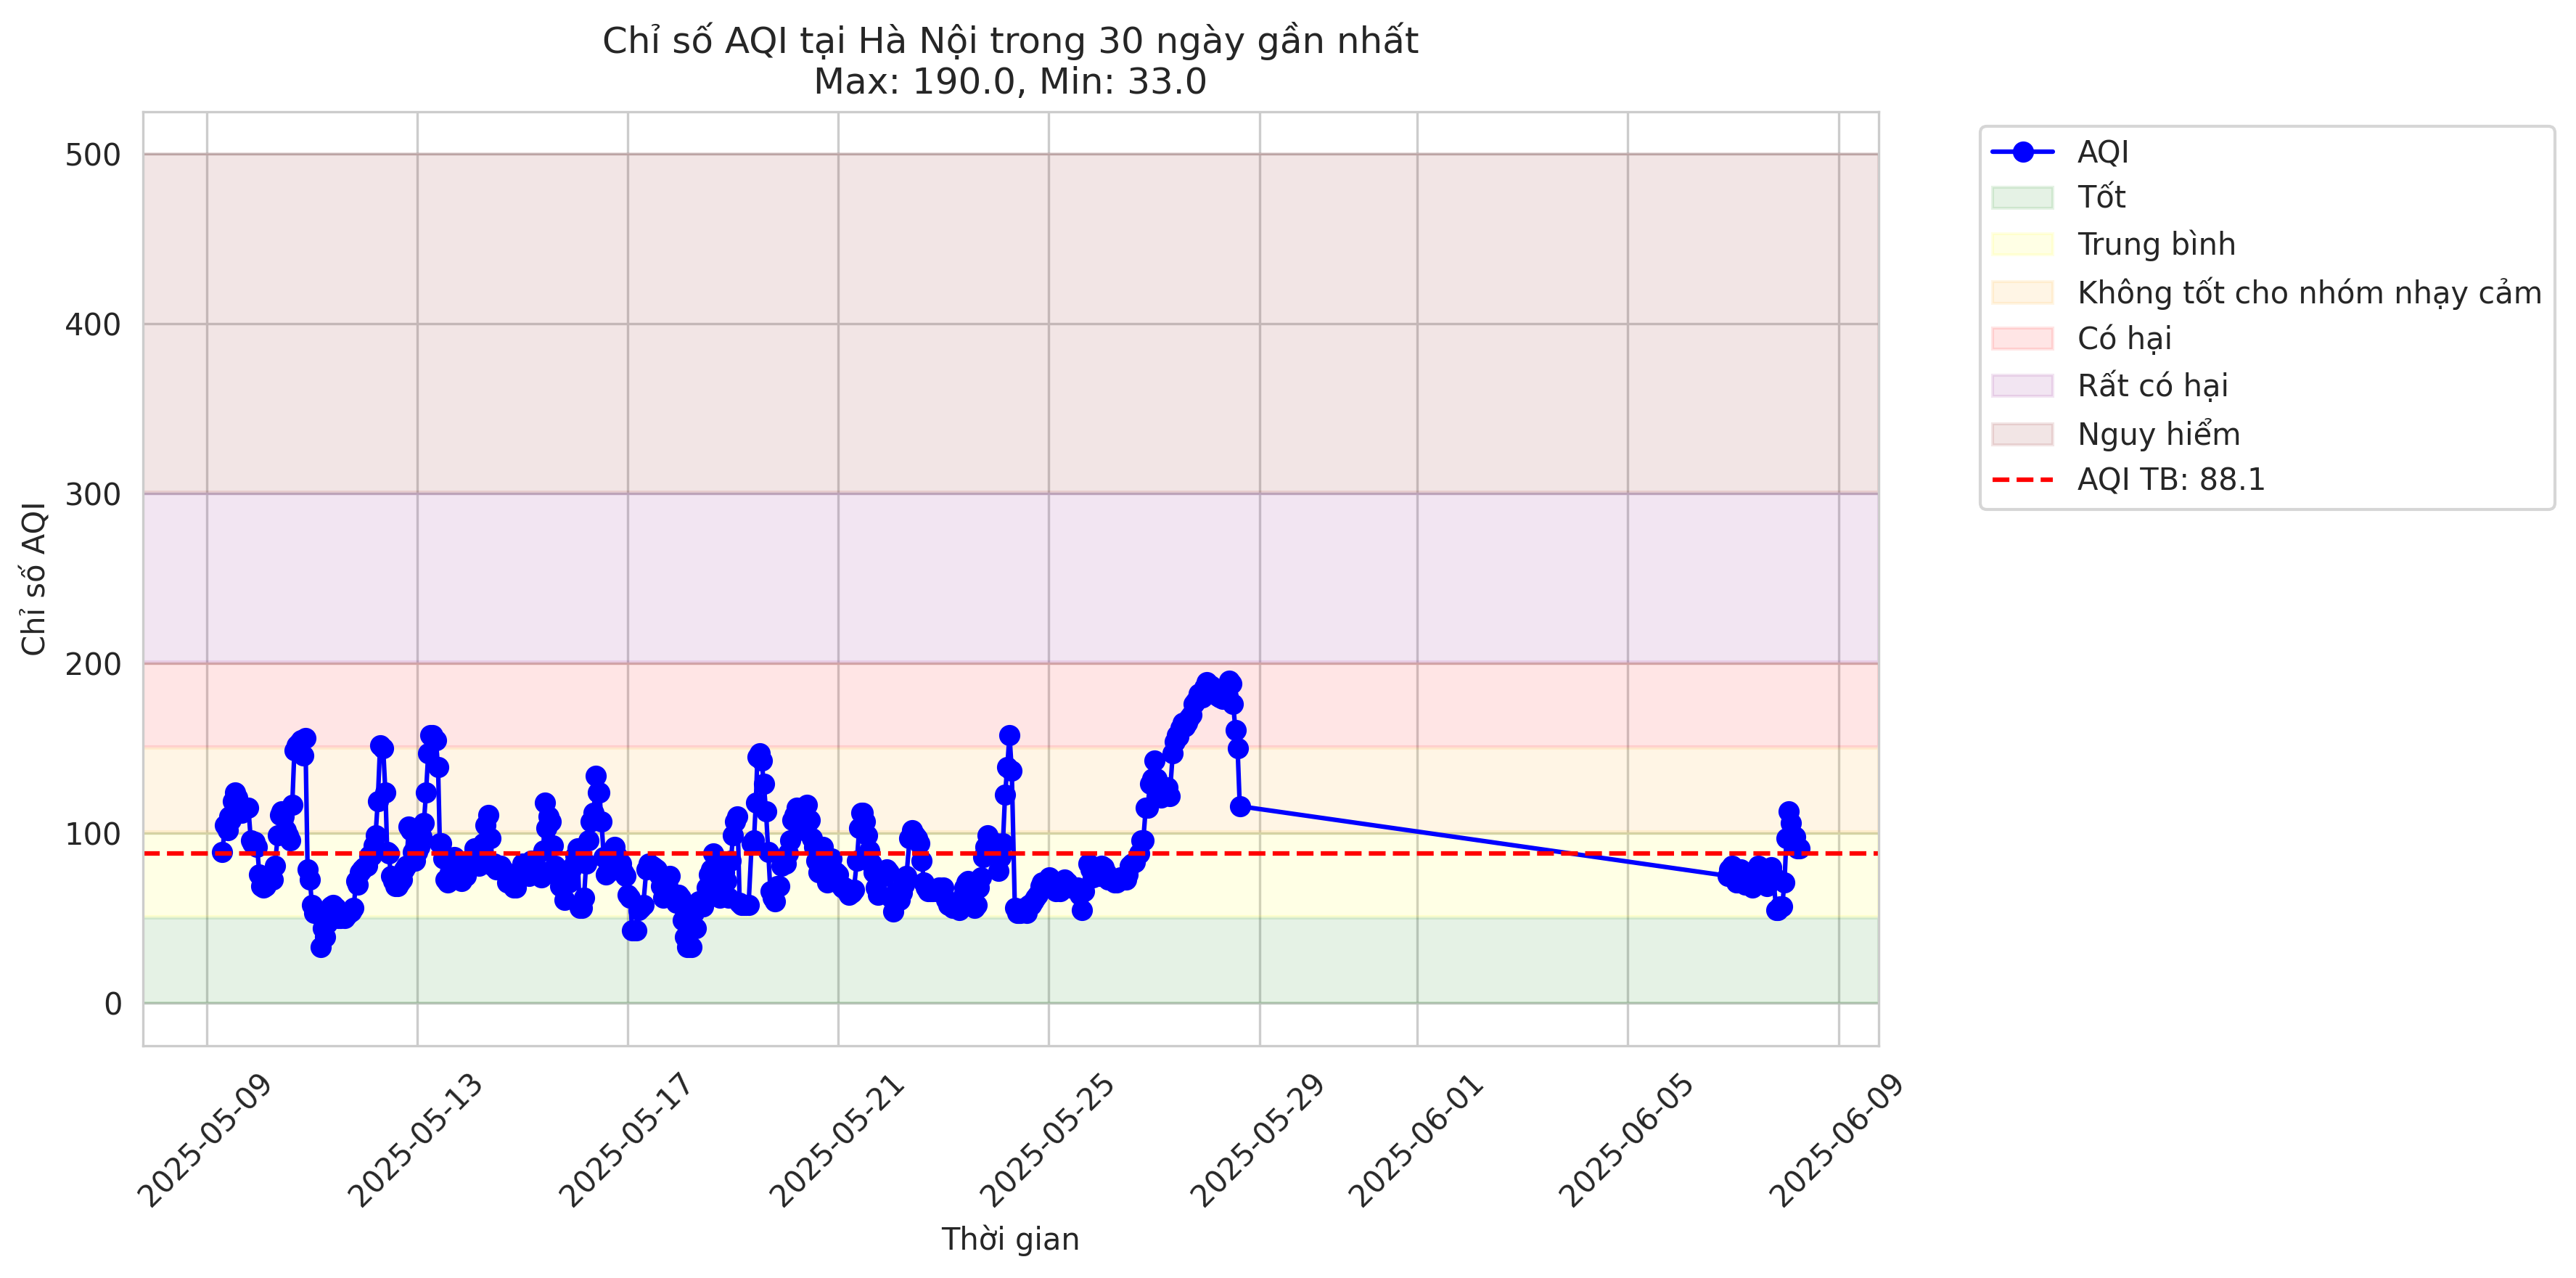 Chỉ số AQI tại Hà Nội trong 30 ngày gần nhất
Max: 190.0, Min: 33.0
Chỉ số AQI
500
400
300
200
100
0
2025-05-09
2025-05-13
2025-05-17
2025-05-21
2025-05-25
2025-05-29
2025-06-01
2025-06-05
2025-06-09
Thời gian
AQI
Tốt
Trung bình
Không tốt cho nhóm nhạy cảm
Có hại
Rất có hại
Nguy hiểm
AQI TB: 88.1